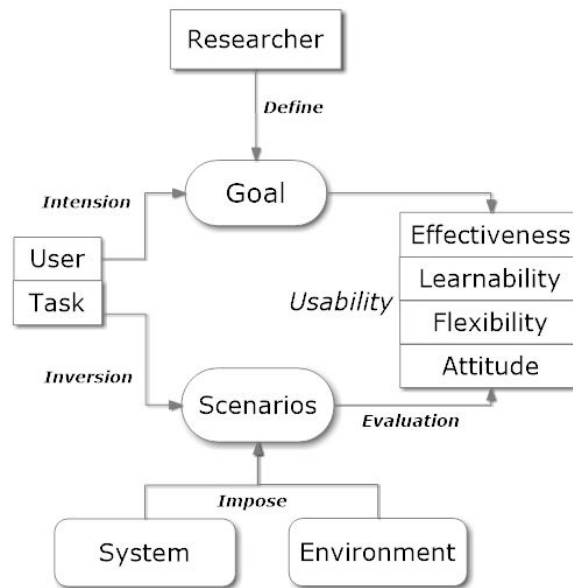 Researcher
Define
Intension
Goal
User
Task
Usability
Effectiveness
Learnability
Flexibility
Attitude
Inversion
Scenarios
Evaluation
Impose
System
Environment